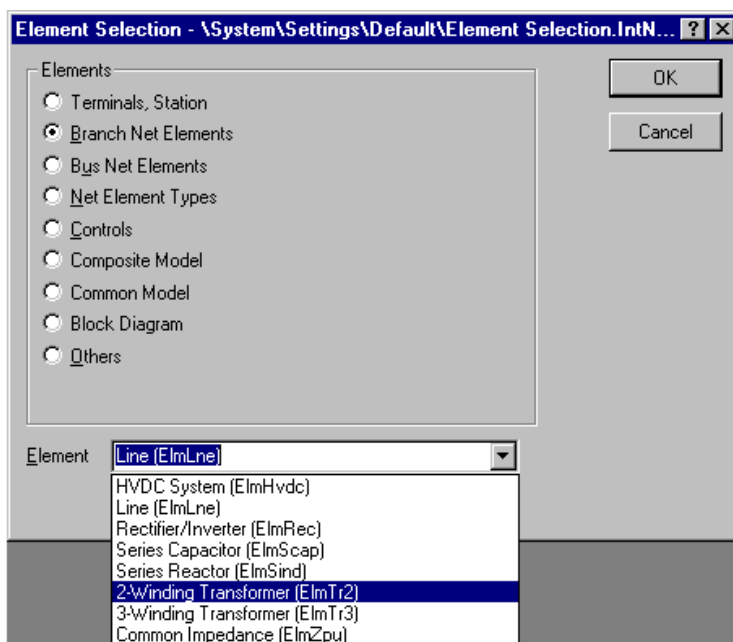 Element Selection - \System\Settings\Default\Element Selection.IntN...
Elements
Terminals, Station
Branch Net Elements
Bus Net Elements
Net Element Types
Controls
Composite Model
Common Model
Block Diagram
Others
OK
Cancel
Element
Line (ElmLne)
HVDC System (ElmHvdc)
Line (ElmLne)
Rectifier/Inverter (ElmRec)
Series Capacitor (ElmScap)
Series Reactor (ElmSind)
2-Winding Transformer (ElmTr2)
3-Winding Transformer (ElmTr3)
Common Impedance (ElmZpu)